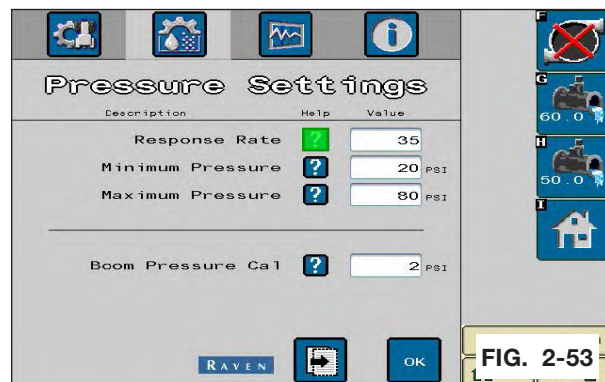 Pressure Settings
Description Help Value
Response Rate ? 35
Minimum Pressure ? 20 PSI
Maximum Pressure ? 80 PSI
Boom Pressure Cal ? 2 PSI
RAVEN
OK
F
G
60.0
H
50.0
I
FIG. 2-53